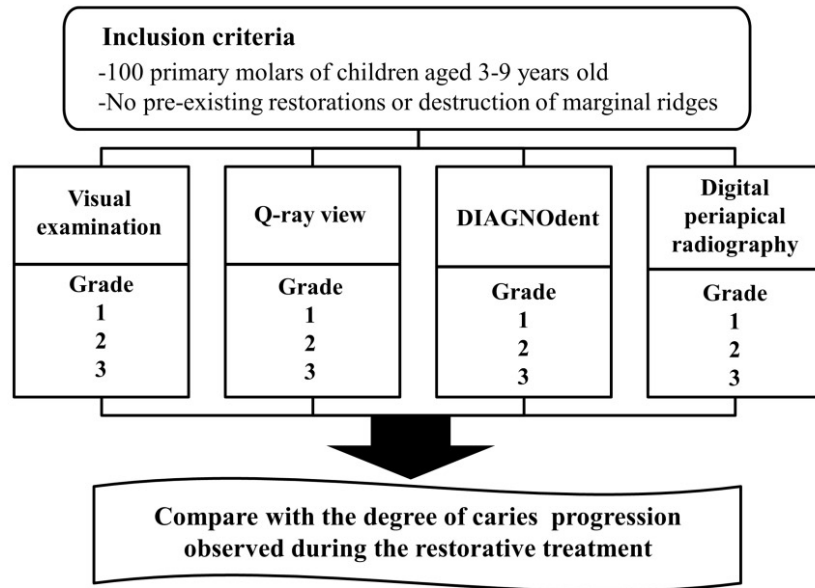 Inclusion criteria
-100 primary molars of children aged 3-9 years old
-No pre-existing restorations or destruction of marginal ridges
Visual
examination
Grade
1
2
3
Q-ray view
Grade
1
2
3
DIAGNOdent
Grade
1
2
3
Digital
periapical
radiography
Grade
1
2
3
Compare with the degree of caries progression
observed during the restorative treatment